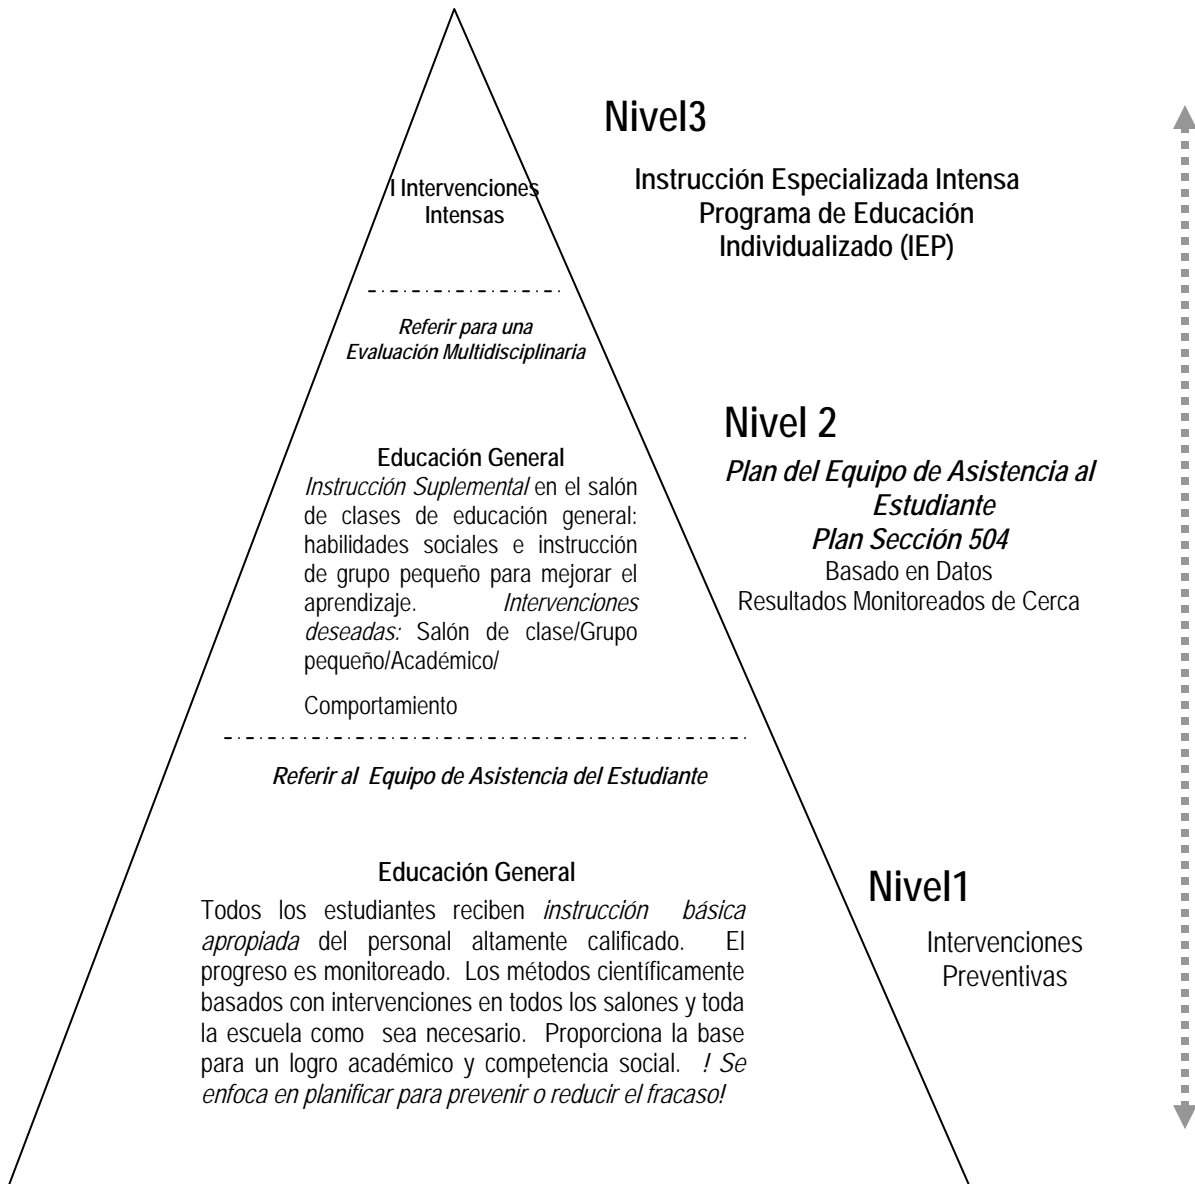 Nivel3
I Intervenciones
Intensas
Instrucción Especializada Intensa
Programa de Educación
Individualizado (IEP)
Referir para una
Evaluación Multidisciplinaria
Nivel 2
Plan del Equipo de Asistencia al
Estudiante
Plan Sección 504
Basado en Datos
Resultados Monitoreados de Cerca
Educación General
Instrucción Suplemental en el salón
de clases de educación general:
habilidades sociales e instrucción
de grupo pequeño para mejorar el
aprendizaje. Intervenciones
deseadas: Salón de clase/Grupo
pequeño/Académico/
Comportamiento
Referir al Equipo de Asistencia del Estudiante
Educación General
Todos los estudiantes reciben instrucción básica
apropiada del personal altamente calificado. El
progreso es monitoreado. Los métodos científicamente
basados con intervenciones en todos los salones y toda
la escuela como sea necesario. Proporciona la base
para un logro académico y competencia social. ! Se
enfoca en planificar para prevenir o reducir el fracaso!
Nivel1
Intervenciones
Preventivas